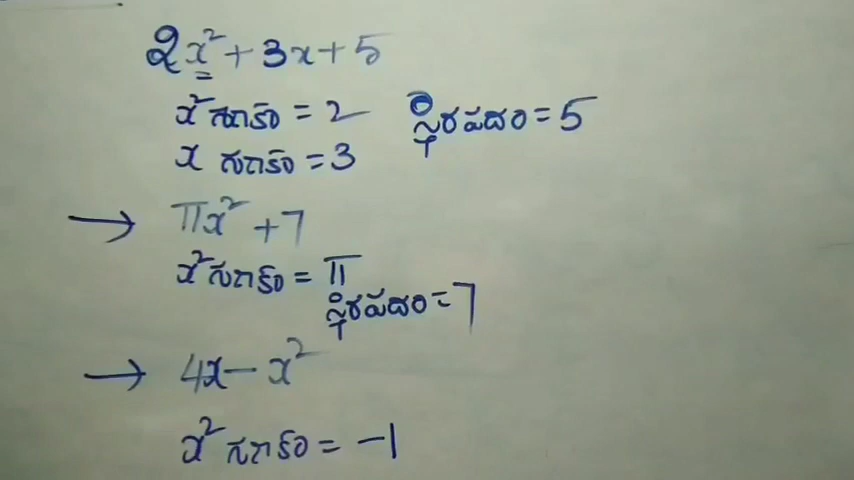 2x² + 3x + 5
x² గుణకం = 2 స్థిరపదం = 5
x గుణకం = 3
→ πx² + 7
x² గుణకం = π
స్థిరపదం = 7
→ 4x - x²
x² గుణకం = -1